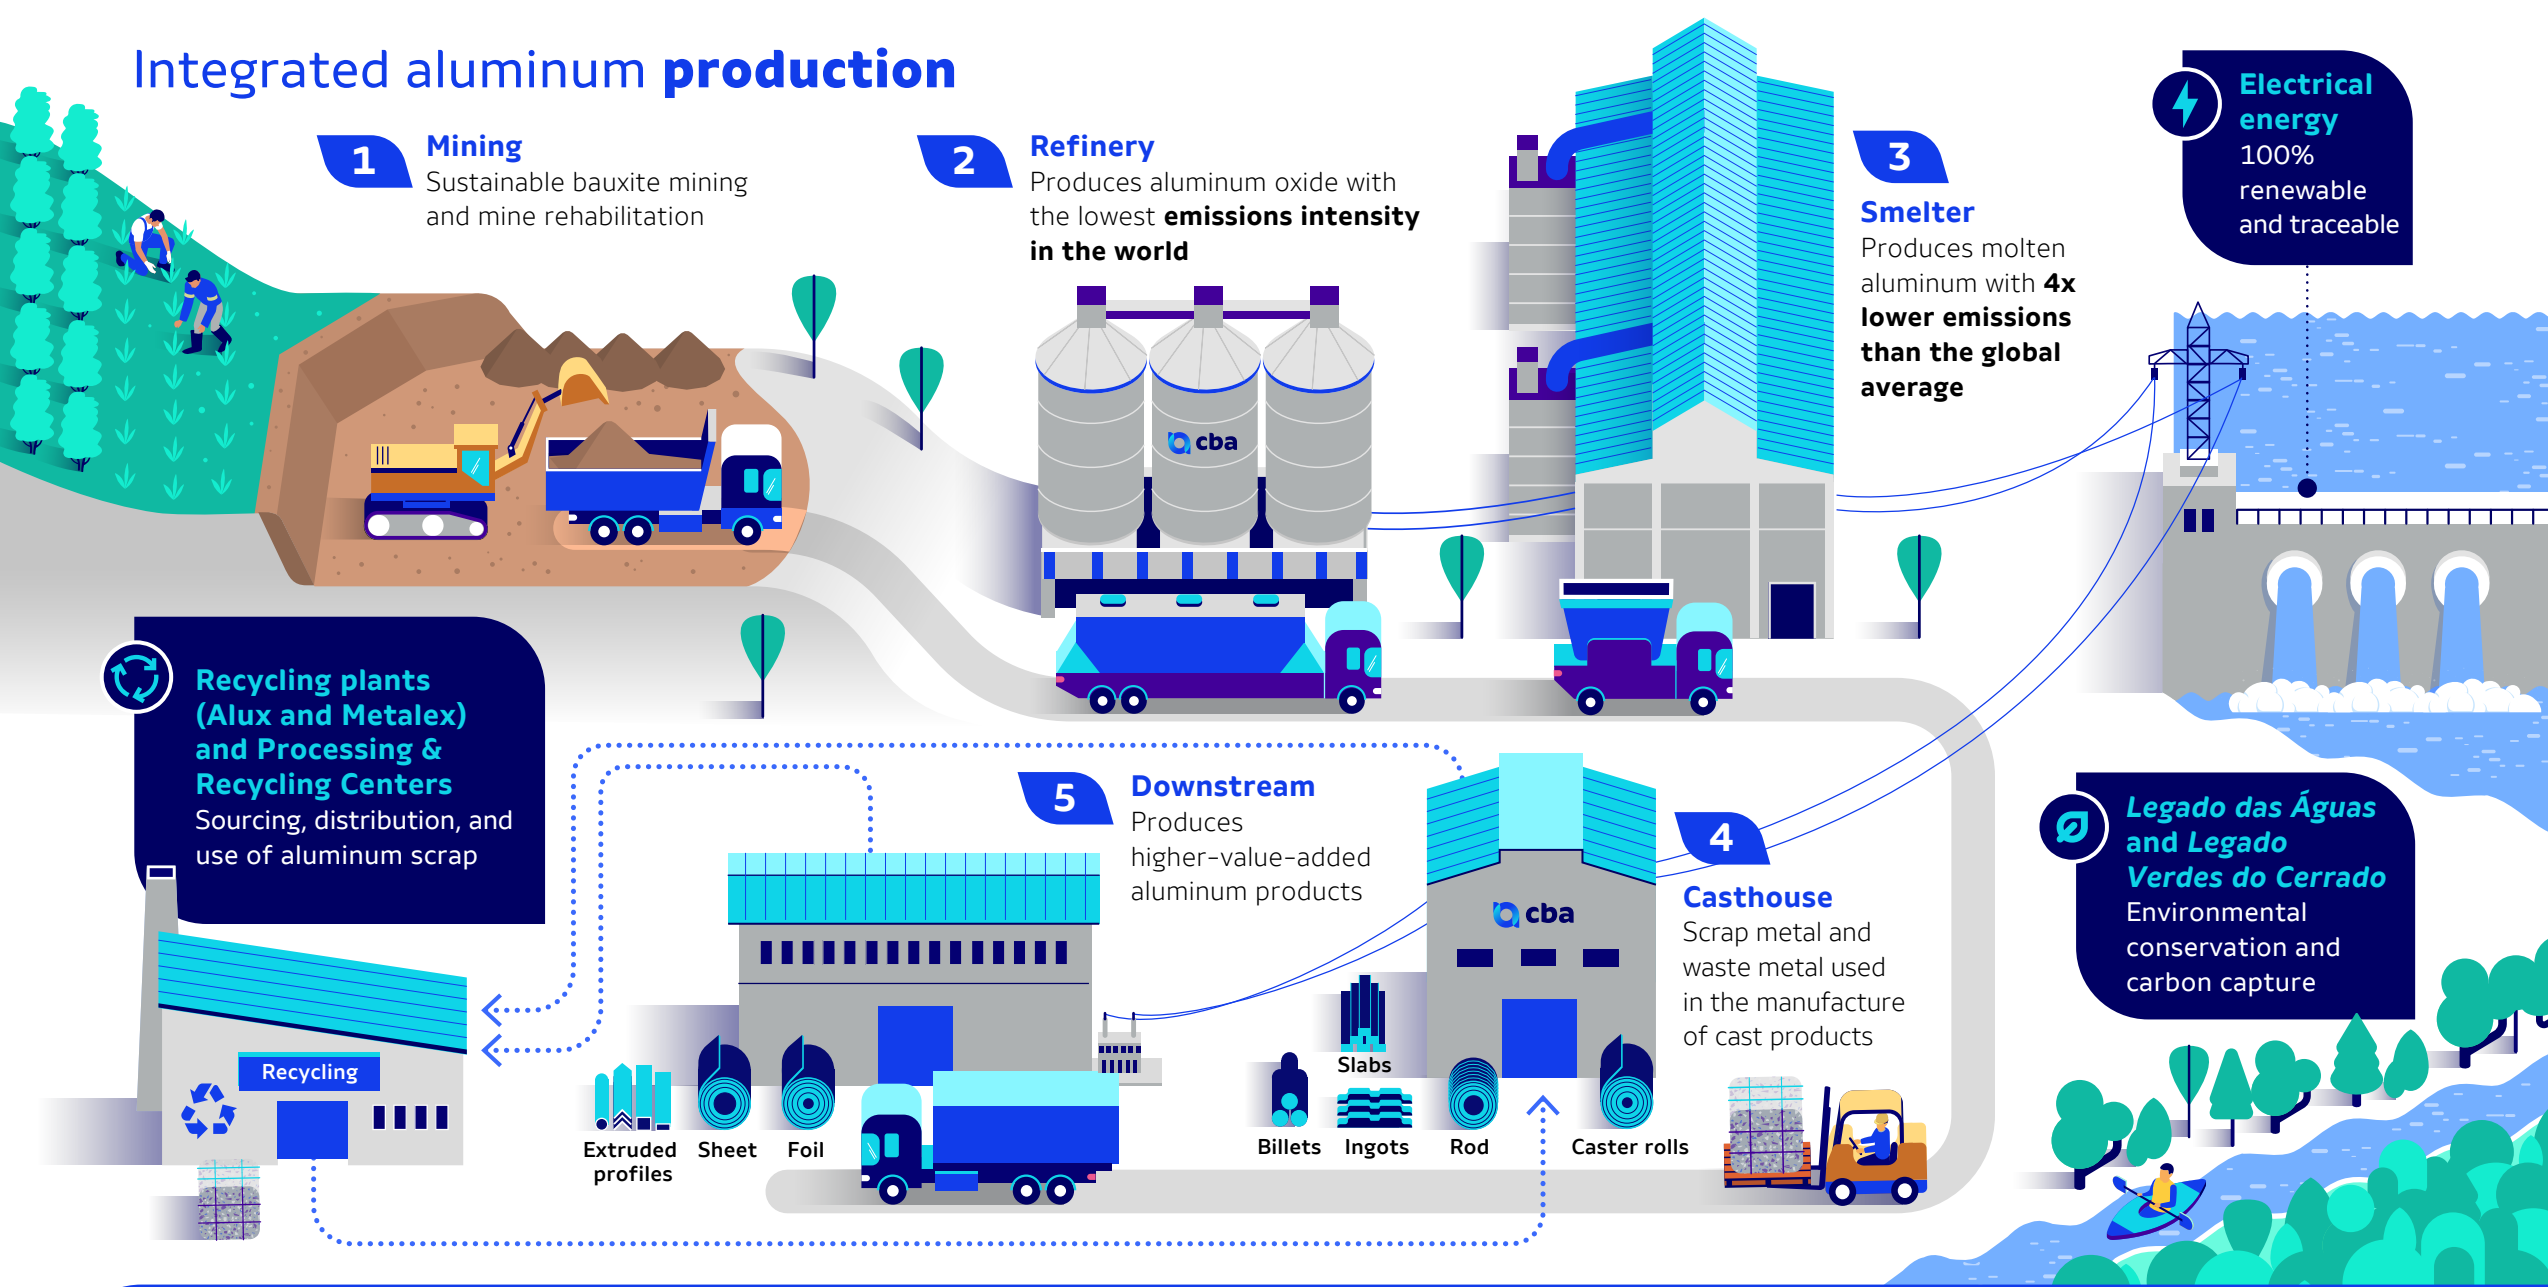 Integrated aluminum production
1
Mining
Sustainable bauxite mining
and mine rehabilitation
2
Refinery
Produces aluminum oxide with
the lowest emissions intensity
in the world
cba
3
Smelter
Produces molten
aluminum with 4x
lower emissions
than the global
average
Electrical
energy
100%
renewable
and traceable
Recycling plants
(Alux and Metalex)
and Processing &
Recycling Centers
Sourcing, distribution, and
use of aluminum scrap
Recycling
5
Downstream
Produces
higher-value-added
aluminum products
Extruded
profiles
Sheet
Foil
4
Casthouse
Scrap metal and
waste metal used
in the manufacture
of cast products
cba
Slabs
Billets
Ingots
Rod
Caster rolls
Legado das Águas
and Legado
Verdes do Cerrado
Environmental
conservation and
carbon capture